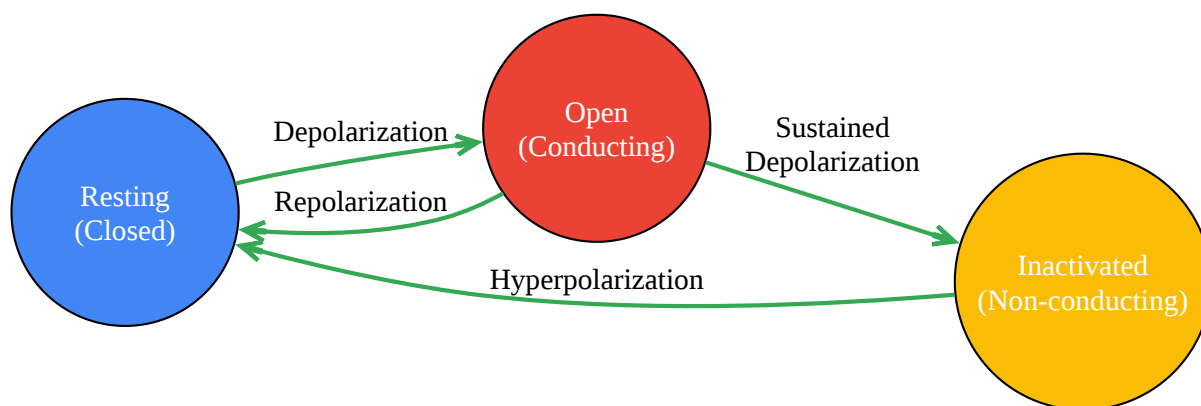 Resting
(Closed)
Depolarization
Repolarization
Open
(Conducting)
Sustained
Depolarization
Hyperpolarization
Inactivated
(Non-conducting)